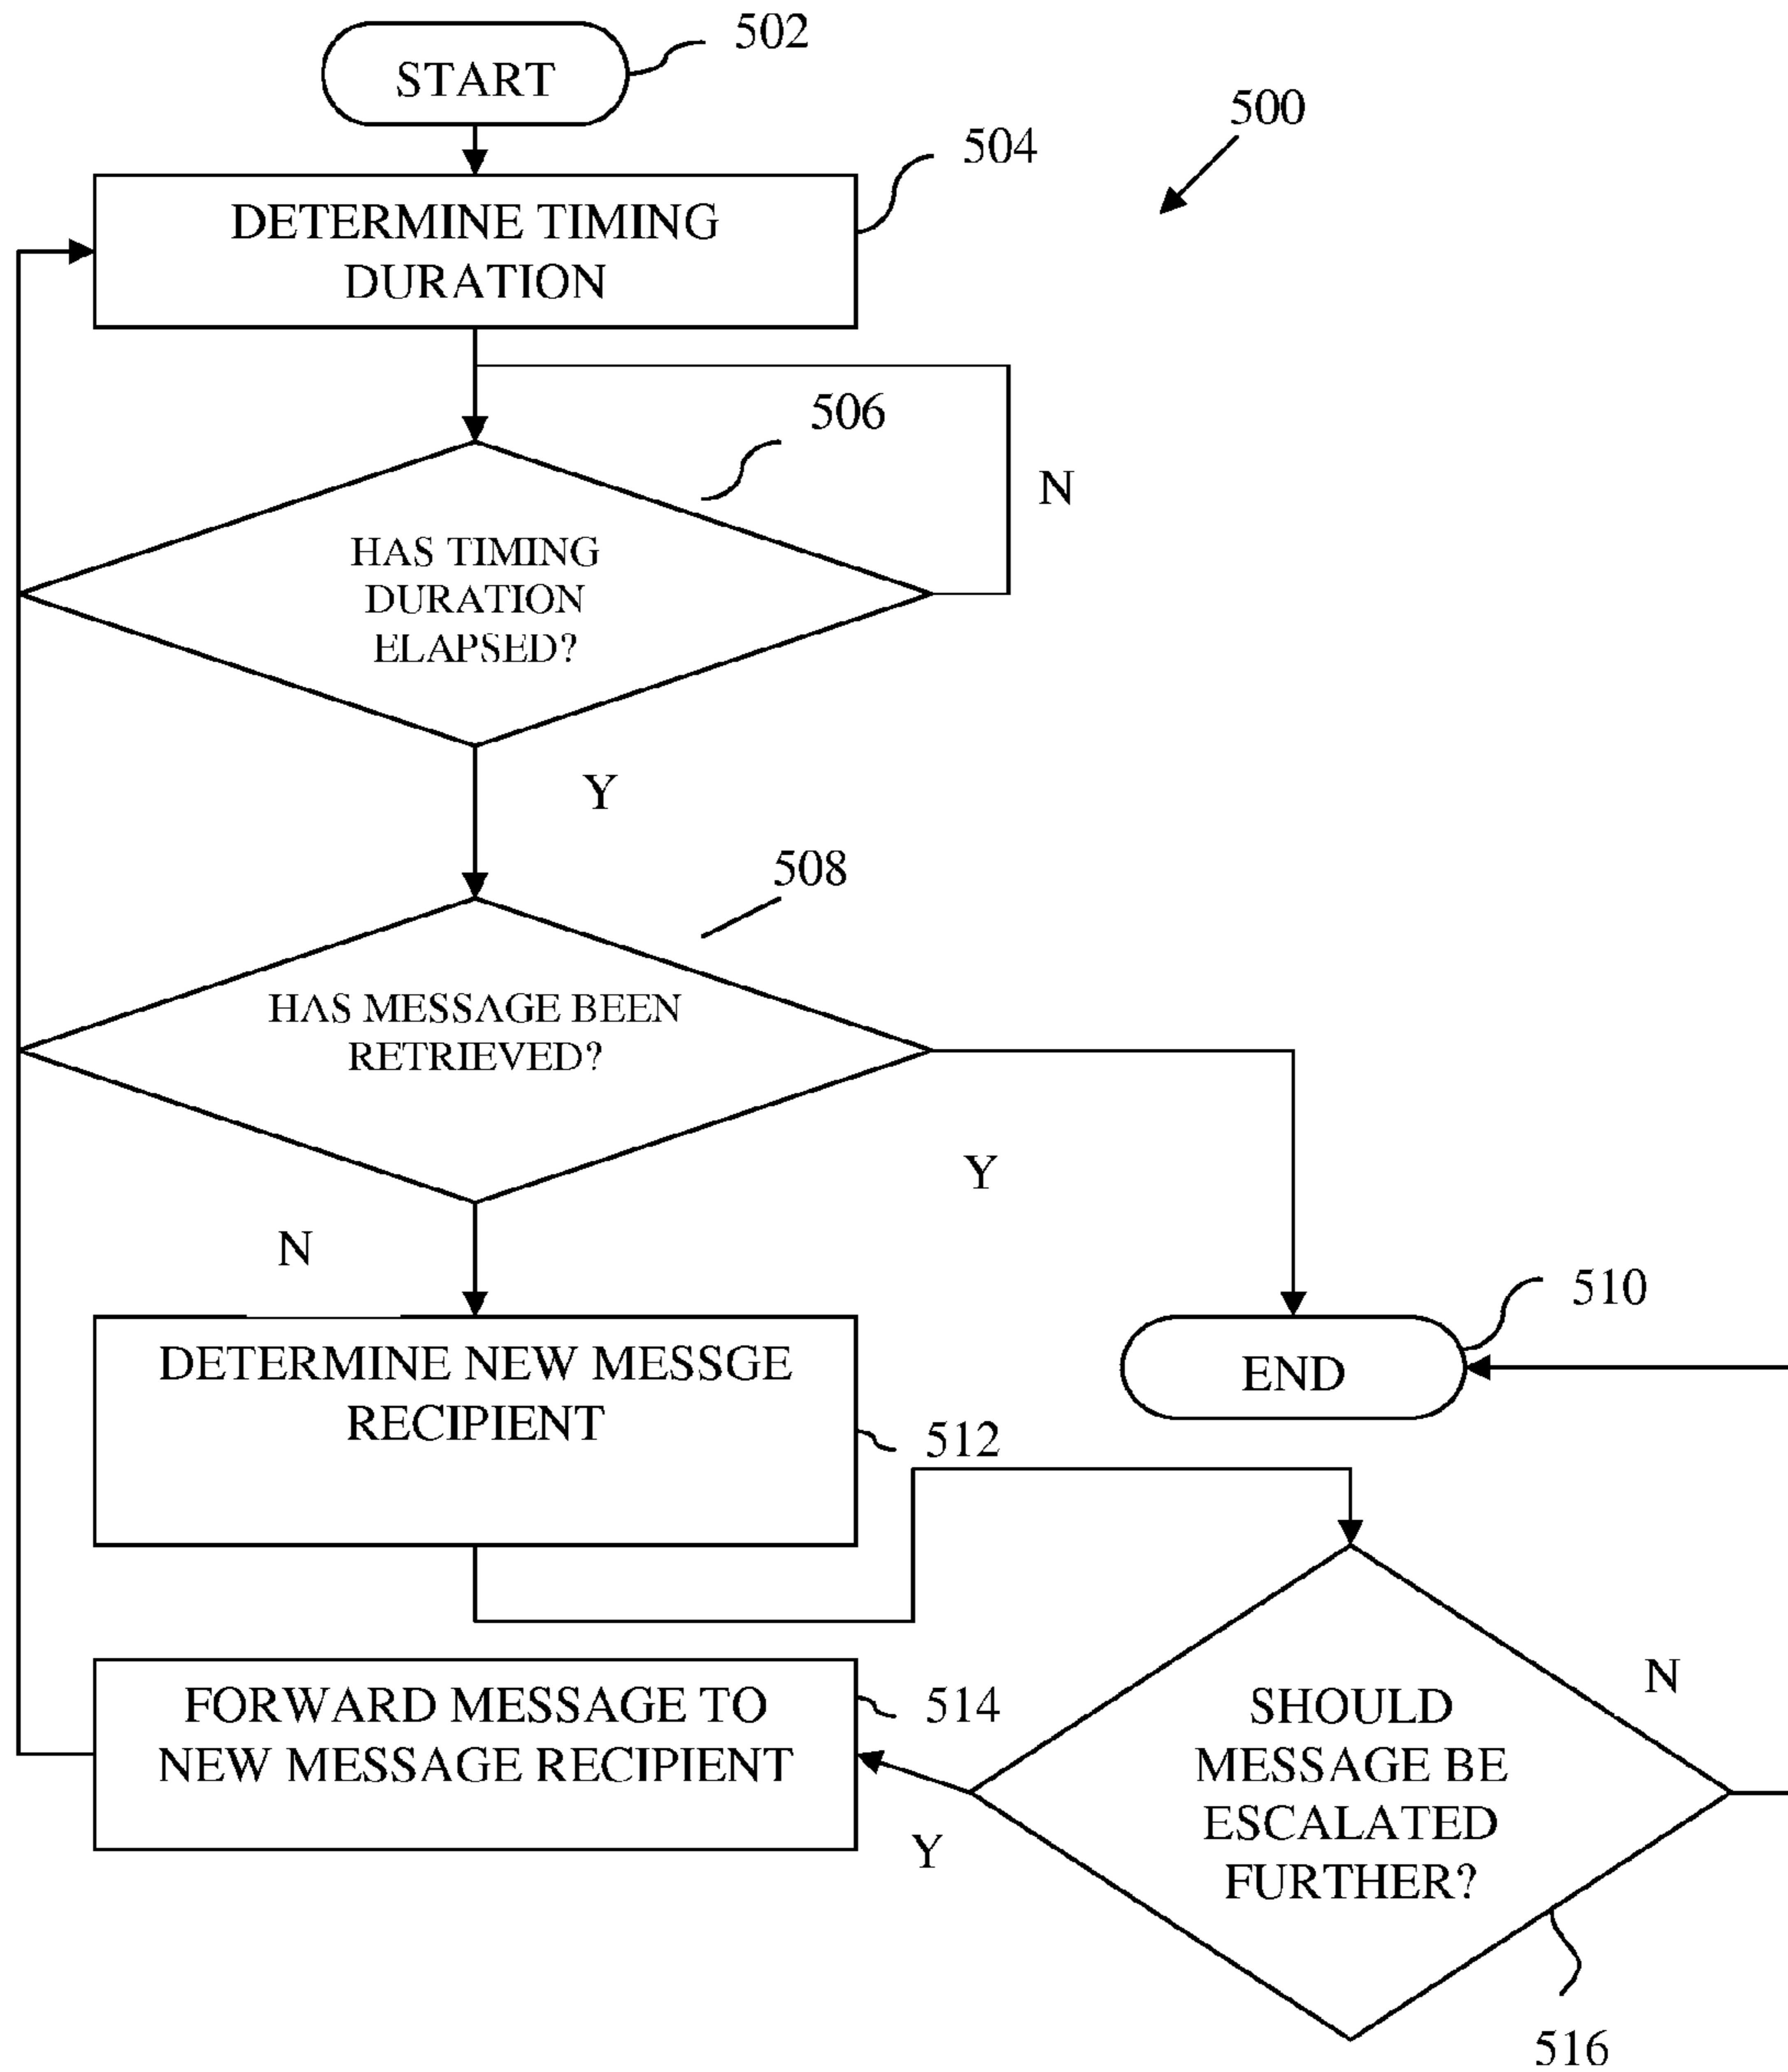 502
START
500
504
DETERMINE TIMING
DURATION
506
N
HAS TIMING
DURATION
ELAPSED?
Y
508
HAS MESSAGE BEEN
RETRIEVED?
Y
N
510
END
DETERMINE NEW MESSGE
RECIPIENT
512
N
FORWARD MESSAGE TO
NEW MESSAGE RECIPIENT
514
SHOULD
MESSAGE BE
ESCALATED
FURTHER?
Y
516